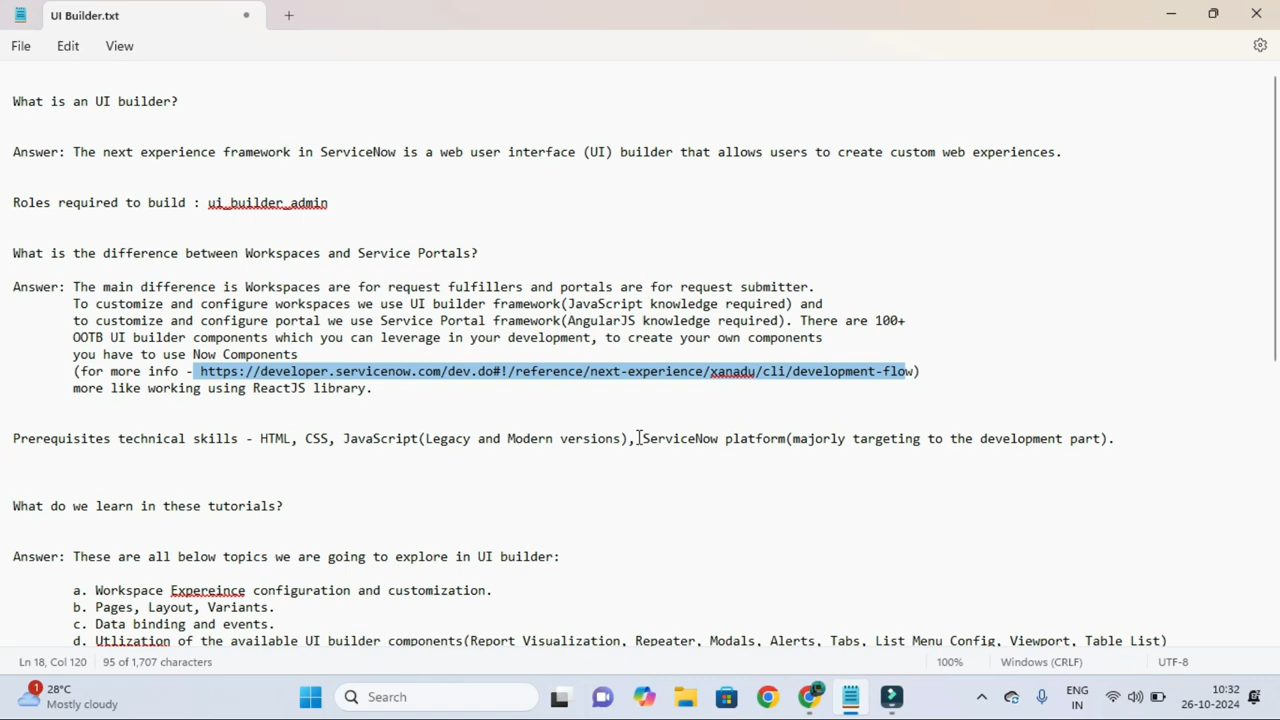 UI Builder.txt
File Edit View
What is an UI builder?
Answer: The next experience framework in ServiceNow is a web user interface (UI) builder that allows users to create custom web experiences.
Roles required to build : ui_builder_admin
What is the difference between Workspaces and Service Portals?
Answer: The main difference is Workspaces are for request fulfillers and portals are for request submitter.
To customize and configure workspaces we use UI builder framework(JavaScript knowledge required) and
to customize and configure portal we use Service Portal framework(AngularJS knowledge required). There are 100+
OOTB UI builder components which you can leverage in your development, to create your own components
you have to use Now Components
(for more info - https://developer.servicenow.com/dev.do#!/reference/next-experience/xanadu/cli/development-flow)
more like working using ReactJS library.
Prerequisites technical skills - HTML, CSS, JavaScript(Legacy and Modern versions), ServiceNow platform(majorly targeting to the development part).
What do we learn in these tutorials?
Answer: These are all below topics we are going to explore in UI builder:
a. Workspace Expereince configuration and customization.
b. Pages, Layout, Variants.
c. Data binding and events.
d. Utlization of the available UI builder components(Report Visualization, Repeater, Modals, Alerts, Tabs, List Menu Config, Viewport, Table List)
Ln 18, Col 120 95 of 1,707 characters 100% Windows (CRLF) UTF-8
1 28°C Mostly cloudy Search ENG IN 10:32 26-10-2024